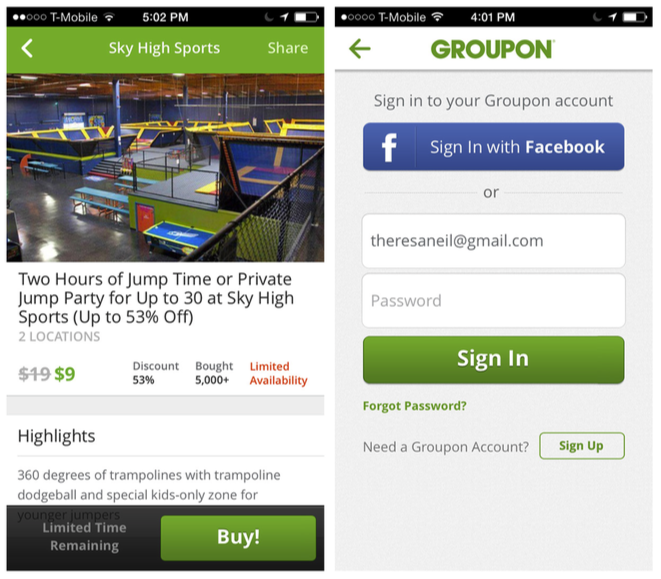 T-Mobile 5:02 PM
Sky High Sports Share
Two Hours of Jump Time or Private
Jump Party for Up to 30 at Sky High
Sports (Up to 53% Off)
2 LOCATIONS
$19 $9
Discount
53%
Bought
5,000+
Limited
Availability
Highlights
360 degrees of trampolines with trampoline
dodgeball and special kids-only zone for
younger jumpers
Limited Time
Remaining
Buy!
T-Mobile 4:01 PM
GROUPON
Sign in to your Groupon account
f Sign In with Facebook
or
theresaneil@gmail.com
Password
Sign In
Forgot Password?
Need a Groupon Account? Sign Up